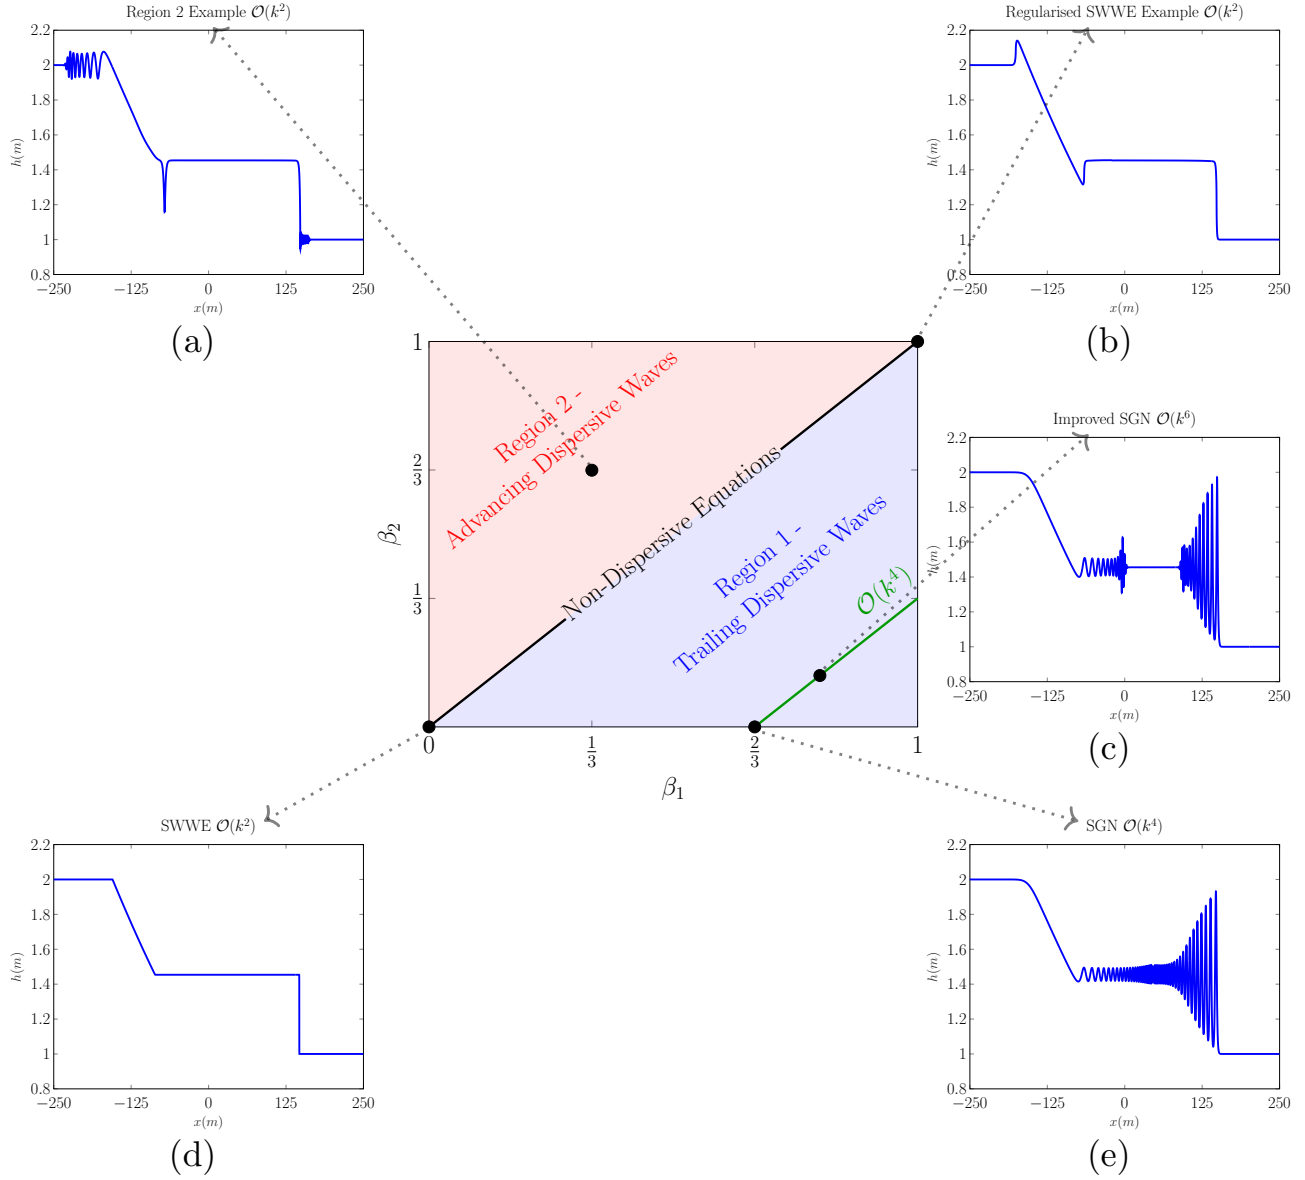 Region 2 Example 𝒪(k²)
2.2
2
1.8
1.6
1.4
1.2
1
0.8
h(m)
−250
−125
0
125
250
x(m)
(a)
Regularised SWWE Example 𝒪(k²)
2.2
2
1.8
1.6
1.4
1.2
1
0.8
h(m)
−250
−125
0
125
250
x(m)
(b)
1
2/3
1/3
β₂
0
1/3
2/3
1
β₁
Region 2 -
Advancing Dispersive Waves
Non-Dispersive Equations
Region 1 -
Trailing Dispersive Waves
𝒪(k⁴)
Improved SGN 𝒪(k⁶)
2.2
2
1.8
1.6
1.4
1.2
1
0.8
h(m)
−250
−125
0
125
250
x(m)
(c)
SWWE 𝒪(k²)
2.2
2
1.8
1.6
1.4
1.2
1
0.8
h(m)
−250
−125
0
125
250
x(m)
(d)
SGN 𝒪(k⁴)
2.2
2
1.8
1.6
1.4
1.2
1
0.8
h(m)
−250
−125
0
125
250
x(m)
(e)